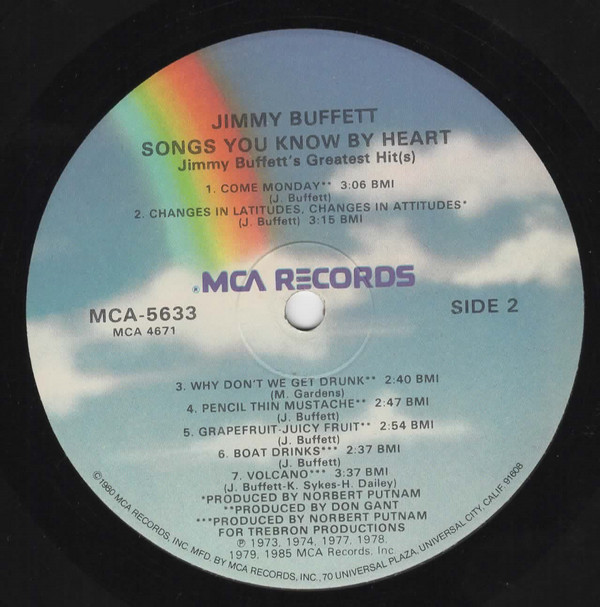 JIMMY BUFFETT
SONGS YOU KNOW BY HEART
Jimmy Buffett's Greatest Hit(s)
1. COME MONDAY** 3:06 BMI
(J. Buffett)
2. CHANGES IN LATITUDES, CHANGES IN ATTITUDES*
(J. Buffett) 3:15 BMI
®MCA RECORDS
MCA-5633
MCA 4671
SIDE 2
3. WHY DON'T WE GET DRUNK** 2:40 BMI
(M. Gardens)
4. PENCIL THIN MUSTACHE** 2:47 BMI
(J. Buffett)
5. GRAPEFRUIT-JUICY FRUIT** 2:54 BMI
(J. Buffett)
6. BOAT DRINKS*** 2:37 BMI
(J. Buffett)
7. VOLCANO*** 3:37 BMI
(J. Buffett-K. Sykes-H. Dailey)
*PRODUCED BY NORBERT PUTNAM
**PRODUCED BY DON GANT
***PRODUCED BY NORBERT PUTNAM
FOR TREBRON PRODUCTIONS
℗ 1973, 1974, 1977, 1978,
1979, 1985 MCA Records, Inc.
©1980 MCA RECORDS, INC. MFD. BY MCA RECORDS, INC., 70 UNIVERSAL PLAZA, UNIVERSAL CITY, CALIF. 91608